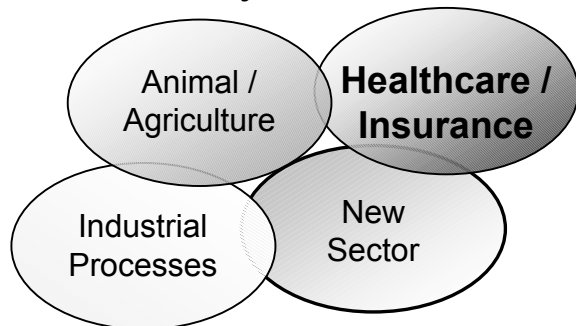 Animal /
Agriculture
Healthcare /
Insurance
Industrial
Processes
New
Sector